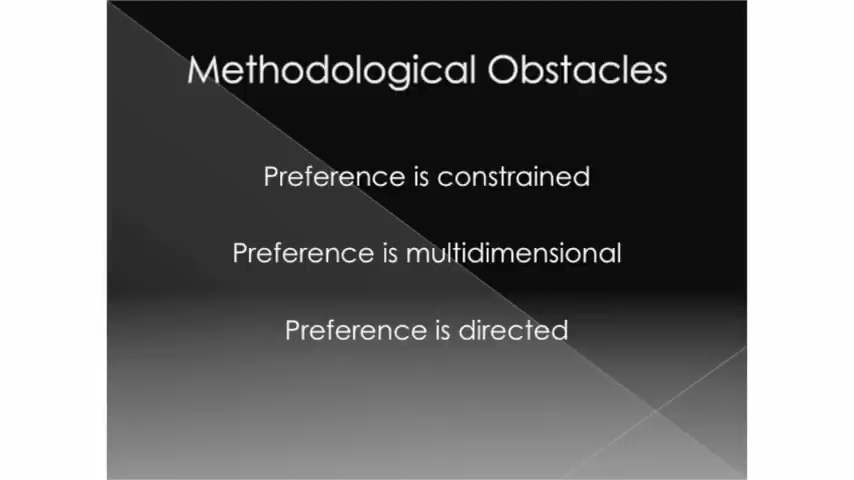 Methodological Obstacles
Preference is constrained
Preference is multidimensional
Preference is directed